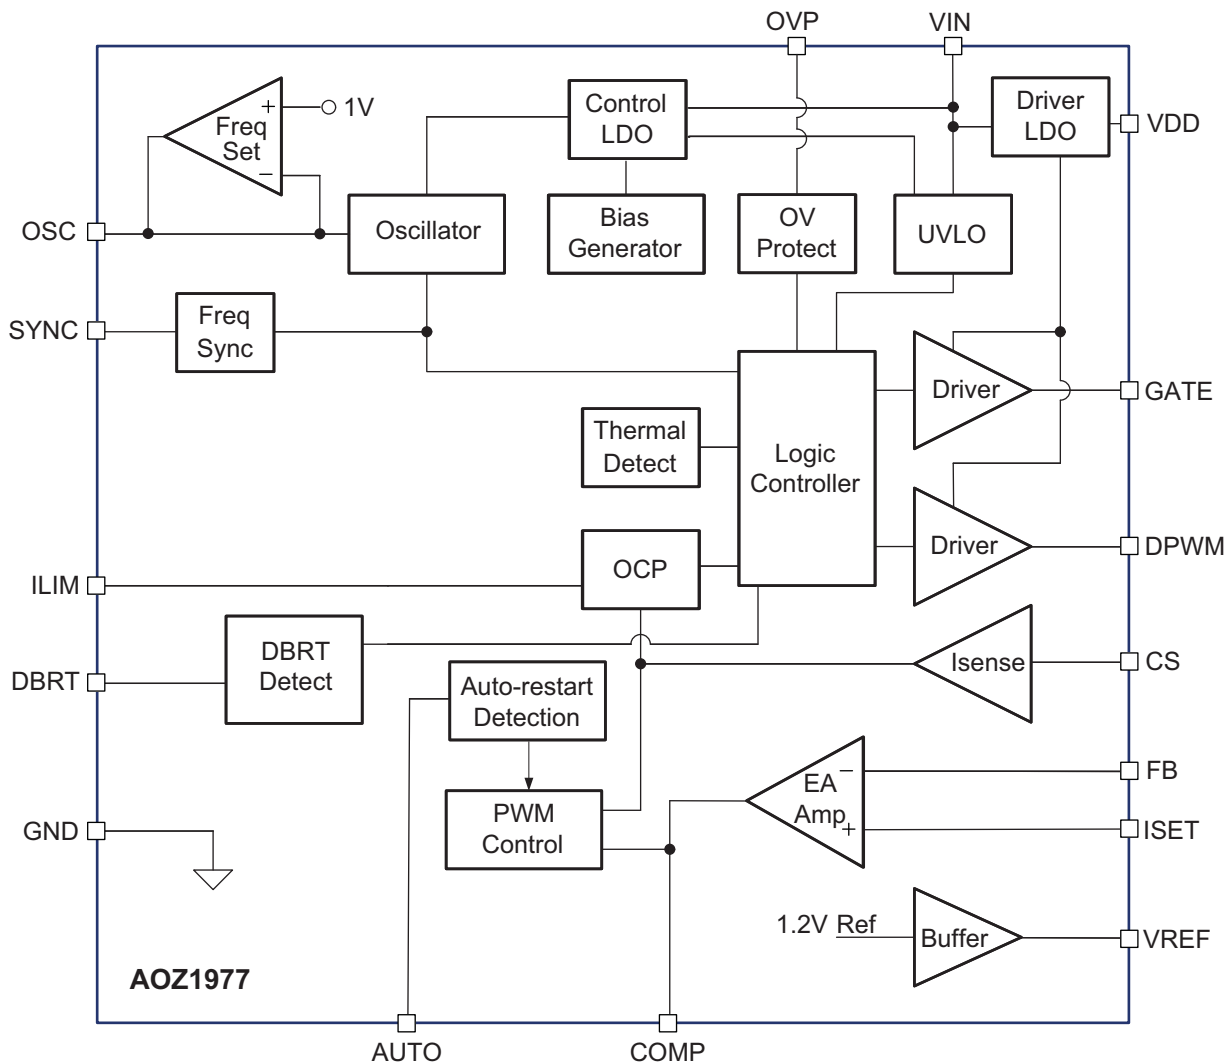 OVP
VIN
Freq
Set
+
−
1V
Control
LDO
Driver
LDO
VDD
OSC
Oscillator
Bias
Generator
OV
Protect
UVLO
SYNC
Freq
Sync
Driver
GATE
Thermal
Detect
Logic
Controller
Driver
DPWM
ILIM
OCP
DBRT
DBRT
Detect
Auto-restart
Detection
Isense
CS
EA
Amp
−
+
FB
ISET
GND
PWM
Control
1.2V Ref
Buffer
VREF
AOZ1977
AUTO
COMP